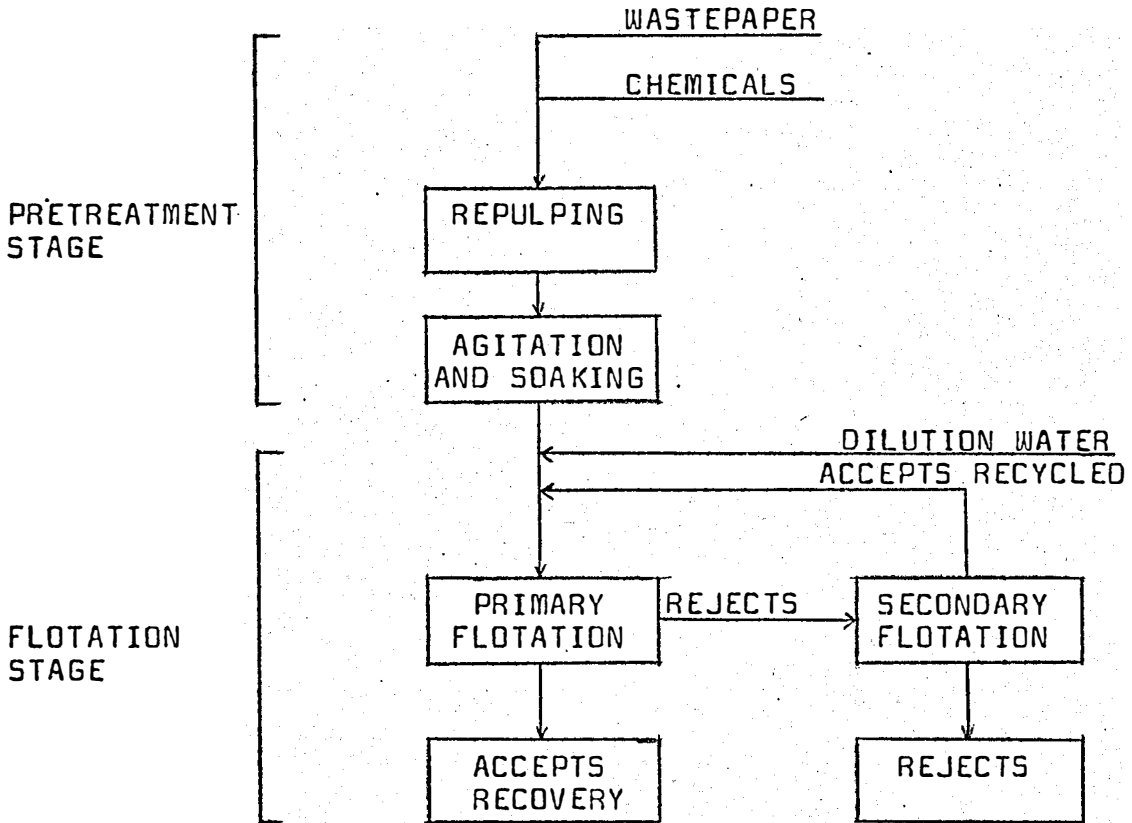 WASTEPAPER
CHEMICALS
PRETREATMENT
STAGE
REPULPING
AGITATION
AND SOAKING
DILUTION WATER
ACCEPTS RECYCLED
FLOTATION
STAGE
PRIMARY
FLOTATION
REJECTS
SECONDARY
FLOTATION
ACCEPTS
RECOVERY
REJECTS